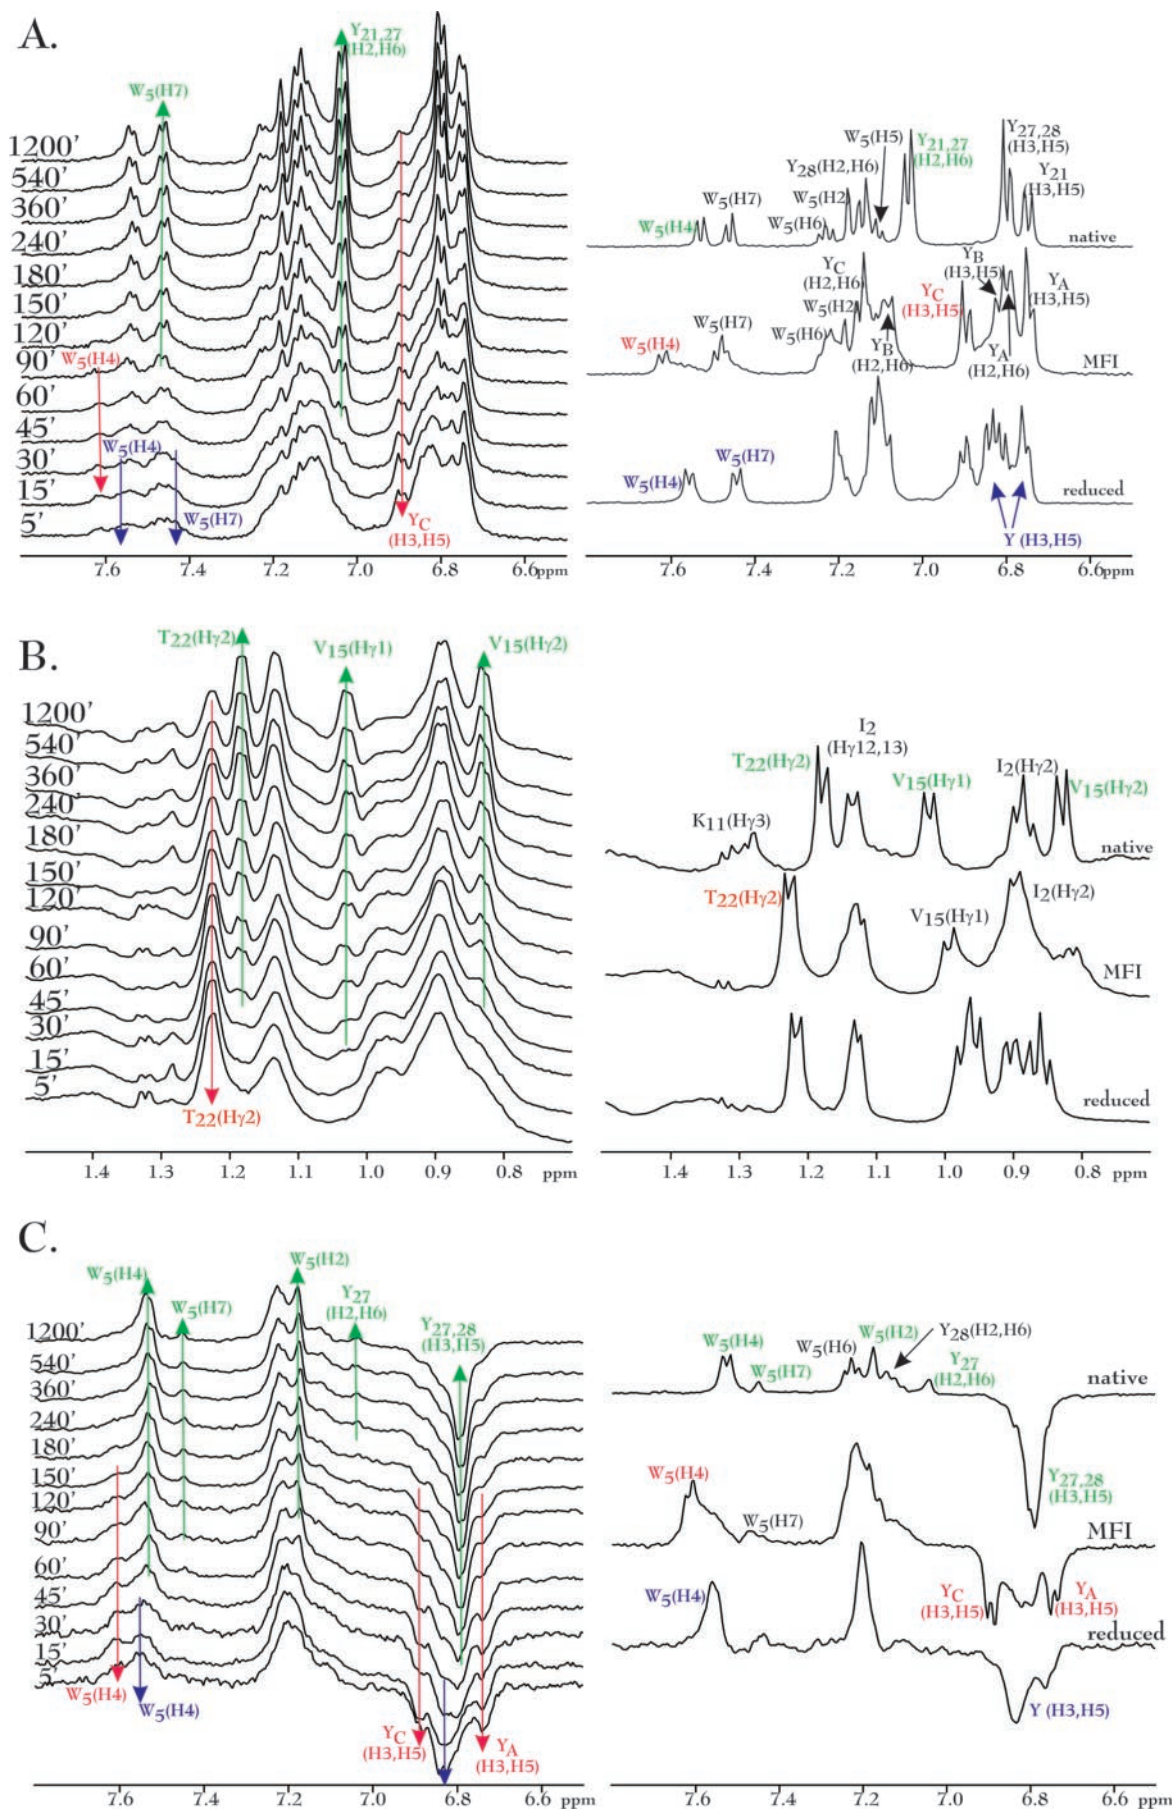 A.
Y21,27
(H2,H6)
W5(H7)
1200'
540'
360'
240'
180'
150'
120'
90'
60'
45'
30'
15'
5'
W5(H4)
W5(H4)
W5(H7)
YC
(H3,H5)
7.6
7.4
7.2
7.0
6.8
6.6
ppm
W5(H5)
Y28(H2,H6)
Y21,27
(H2,H6)
Y27,28
(H3,H5)
Y21
(H3,H5)
W5(H2)
W5(H7)
W5(H4)
W5(H6)
native
YC
(H2,H6)
YB
(H3,H5)
YC
(H3,H5)
YA
(H3,H5)
W5(H2)
W5(H7)
W5(H6)
W5(H4)
YB
(H2,H6)
YA
(H2,H6)
MFI
W5(H7)
W5(H4)
reduced
Y (H3,H5)
7.6
7.4
7.2
7.0
6.8
6.6
ppm
B.
T22(Hγ2)
V15(Hγ1)
V15(Hγ2)
1200'
540'
360'
240'
180'
150'
120'
90'
60'
45'
30'
15'
5'
T22(Hγ2)
1.4
1.3
1.2
1.1
1.0
0.9
0.8
ppm
I2
(Hγ12,13)
T22(Hγ2)
I2(Hγ2)
V15(Hγ1)
V15(Hγ2)
K11(Hγ3)
native
T22(Hγ2)
I2(Hγ2)
V15(Hγ1)
MFI
reduced
1.4
1.3
1.2
1.1
1.0
0.9
0.8
ppm
C.
W5(H4)
W5(H2)
W5(H7)
Y27
(H2,H6)
Y27,28
(H3,H5)
1200'
540'
360'
240'
180'
150'
120'
90'
60'
45'
30'
15'
5'
W5(H4)
W5(H4)
YC
(H3,H5)
YA
(H3,H5)
7.6
7.4
7.2
7.0
6.8
6.6
ppm
W5(H2)
Y28(H2,H6)
W5(H4)
W5(H6)
W5(H7)
Y27
(H2,H6)
native
W5(H4)
Y27,28
(H3,H5)
W5(H7)
MFI
W5(H4)
YC
(H3,H5)
YA
(H3,H5)
reduced
Y (H3,H5)
7.6
7.4
7.2
7.0
6.8
6.6
ppm